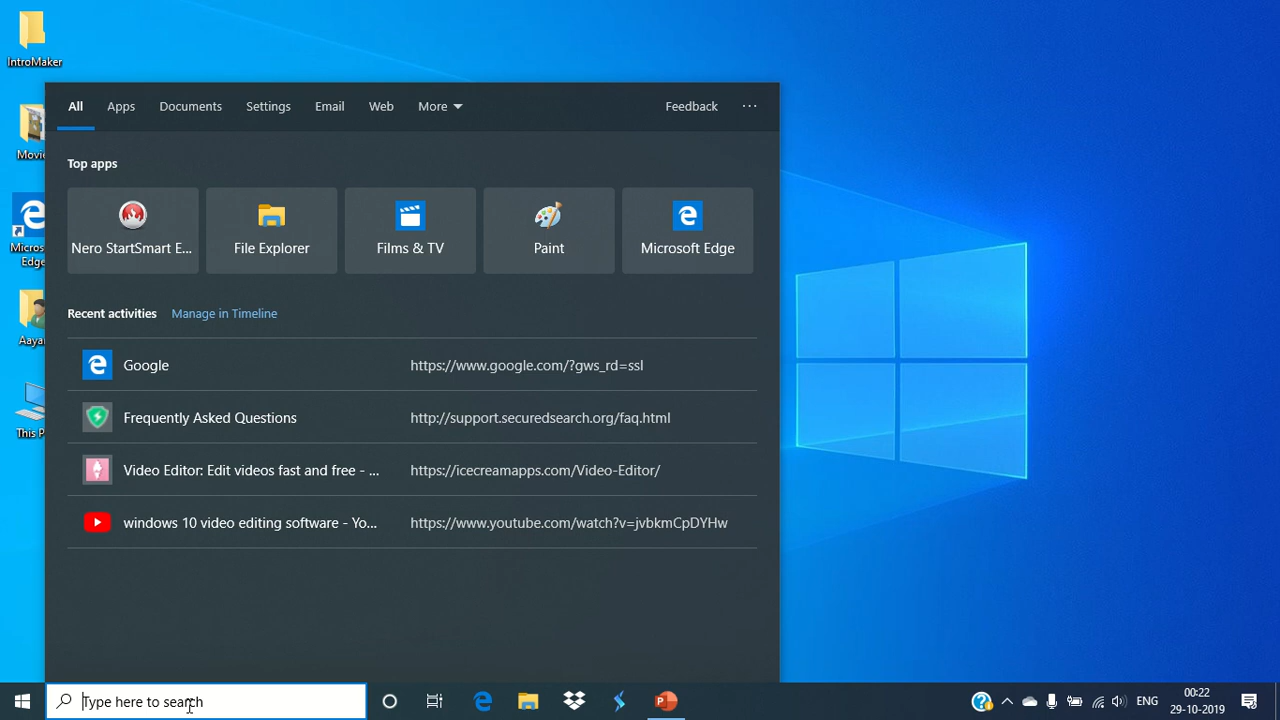 IntroMaker
Movie
Micros
Edge
Aaya
This P
All Apps Documents Settings Email Web More Feedback ...
Top apps
Nero StartSmart E... File Explorer Films & TV Paint Microsoft Edge
Recent activities Manage in Timeline
Google https://www.google.com/?gws_rd=ssl
Frequently Asked Questions http://support.securedsearch.org/faq.html
Video Editor: Edit videos fast and free - ... https://icecreamapps.com/Video-Editor/
windows 10 video editing software - Yo... https://www.youtube.com/watch?v=jvbkmCpDYHw
Type here to search
ENG
00:22
29-10-2019